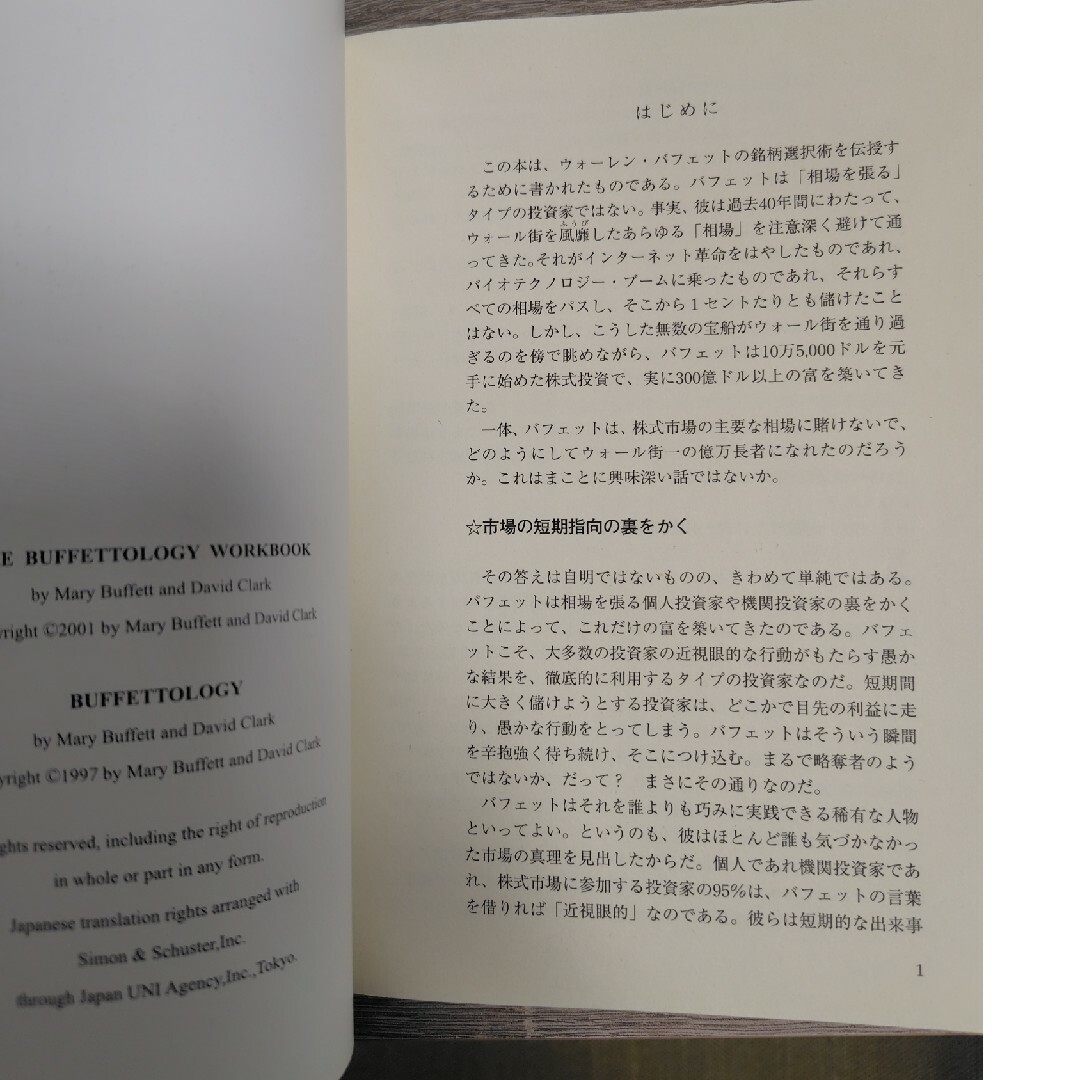 E BUFFETTOLOGY WORKBOOK
by Mary Buffett and David Clark
yright ©2001 by Mary Buffett and David Clark
BUFFETTOLOGY
by Mary Buffett and David Clark
yright ©1997 by Mary Buffett and David Clark
ghts reserved, including the right of reproduction
in whole or part in any form.
Japanese translation rights arranged with
Simon & Schuster,Inc.
through Japan UNI Agency,Inc.,Tokyo.
はじめに
この本は、ウォーレン・バフェットの銘柄選択術を伝授す
るために書かれたものである。バフェットは「相場を張る」
タイプの投資家ではない。事実、彼は過去40年間にわたって、
ふうび
ウォール街を風靡したあらゆる「相場」を注意深く避けて通
ってきた。それがインターネット革命をはやしたものであれ、
バイオテクノロジー・ブームに乗ったものであれ、それらす
べての相場をパスし、そこから1セントたりとも儲けたこと
はない。しかし、こうした無数の宝船がウォール街を通り過
ぎるのを傍で眺めながら、バフェットは10万5,000ドルを元
手に始めた株式投資で、実に300億ドル以上の富を築いてき
た。
一体、バフェットは、株式市場の主要な相場に賭けないで、
どのようにしてウォール街一の億万長者になれたのだろう
か。これはまことに興味深い話ではないか。
☆市場の短期指向の裏をかく
その答えは自明ではないものの、きわめて単純ではある。
バフェットは相場を張る個人投資家や機関投資家の裏をかく
ことによって、これだけの富を築いてきたのである。バフェ
ットこそ、大多数の投資家の近視眼的な行動がもたらす愚か
な結果を、徹底的に利用するタイプの投資家なのだ。短期間
に大きく儲けようとする投資家は、どこかで目先の利益に走
り、愚かな行動をとってしまう。バフェットはそういう瞬間
を辛抱強く待ち続け、そこにつけ込む。まるで略奪者のよう
ではないか、だって？　まさにその通りなのだ。
バフェットはそれを誰よりも巧みに実践できる稀有な人物
といってよい。というのも、彼はほとんど誰も気づかなかっ
た市場の真理を見出したからだ。個人であれ機関投資家であ
れ、株式市場に参加する投資家の95%は、バフェットの言葉
を借りれば「近視眼的」なのである。彼らは短期的な出来事
1